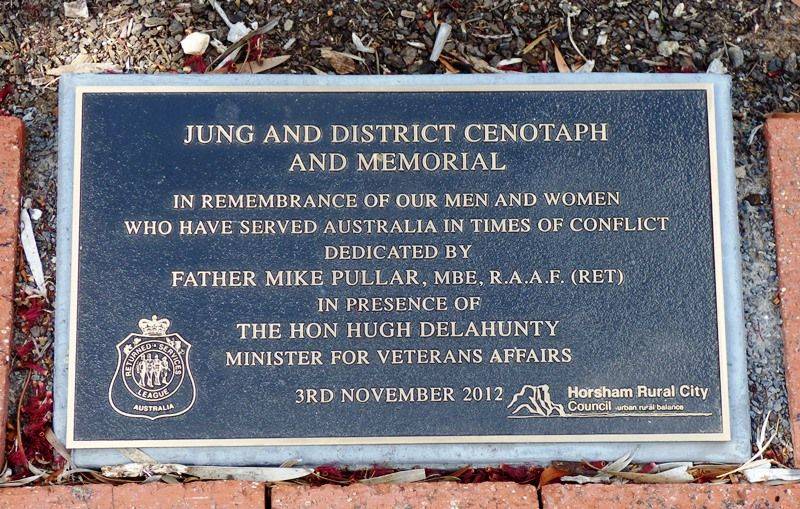 JUNG AND DISTRICT CENOTAPH
AND MEMORIAL
IN REMEMBRANCE OF OUR MEN AND WOMEN
WHO HAVE SERVED AUSTRALIA IN TIMES OF CONFLICT
DEDICATED BY
FATHER MIKE PULLAR, MBE, R.A.A.F. (RET)
IN PRESENCE OF
THE HON HUGH DELAHUNTY
MINISTER FOR VETERANS AFFAIRS
3RD NOVEMBER 2012
RETURNED & SERVICES
LEAGUE
AUSTRALIA
Horsham Rural City
Council urban rural balance